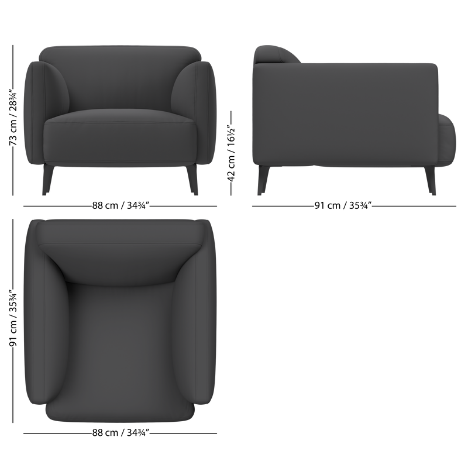 73 cm / 28¾”
42 cm / 16½”
88 cm / 34¾”
91 cm / 35¾”
91 cm / 35¾”
88 cm / 34¾”